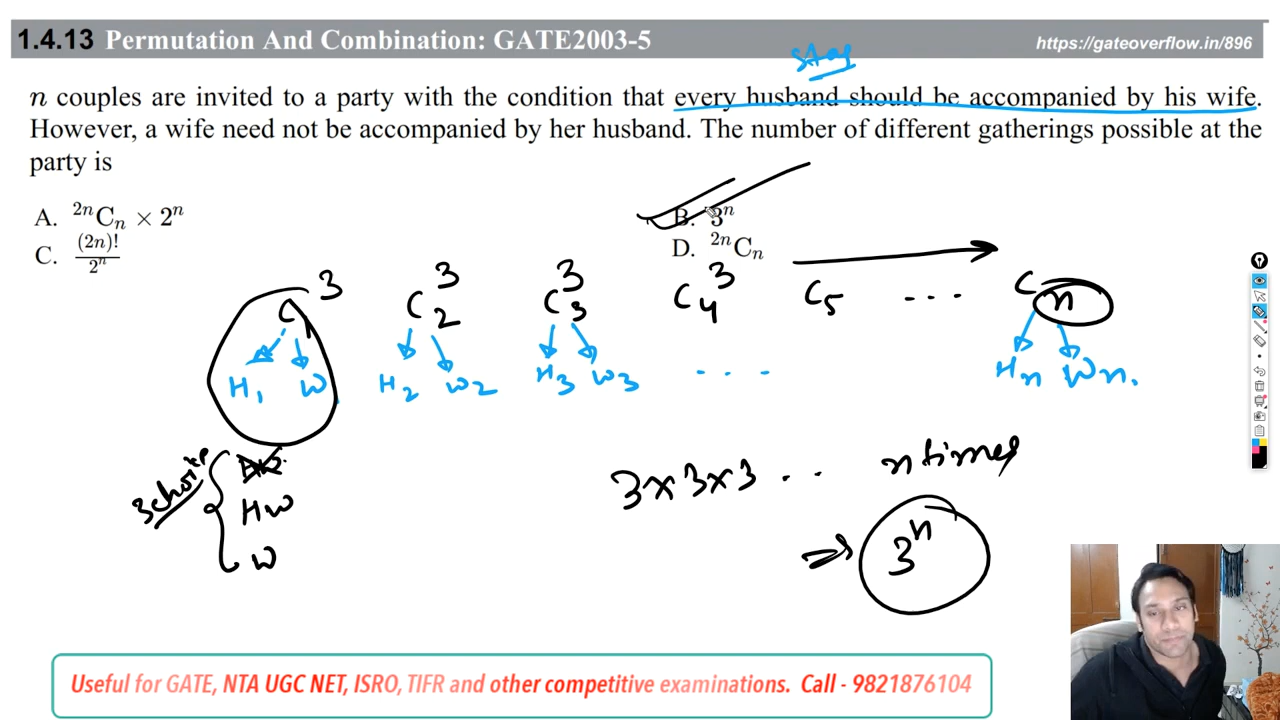 1.4.13 Permutation And Combination: GATE2003-5
https://gateoverflow.in/896
n couples are invited to a party with the condition that every husband should be accompanied by his wife.
However, a wife need not be accompanied by her husband. The number of different gatherings possible at the
party is
A. ²ⁿCₙ × 2ⁿ
B. 3ⁿ
C. (2n)!/2ⁿ
D. ²ⁿCₙ
C₁ 3 C₂ 3 C₃ 3 C₄ 3 C₅ ... Cₙ
H₁ W H₂ W₂ H₃ W₃ ... Hₙ Wₙ.
3 choice
HW
W
3×3×3 .. n times
⇒ 3ⁿ
Useful for GATE, NTA UGC NET, ISRO, TIFR and other competitive examinations. Call - 9821876104